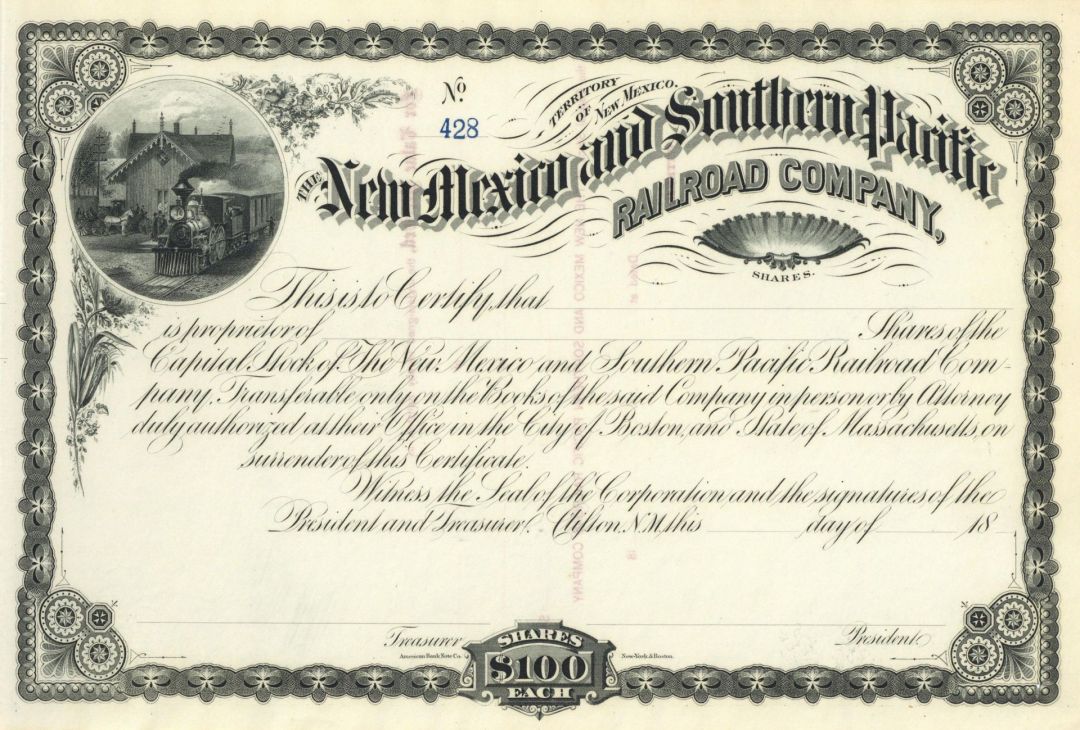 No.
428
TERRITORY
OF NEW MEXICO.
THE New Mexico and Southern Pacific
RAILROAD COMPANY,
SHARES.
This is to Certify, that
is proprietor of Shares of the
Capital Stock of The New Mexico and Southern Pacific Railroad Com-
pany, Transferable only on the Books of the said Company in person or by Attorney
duly authorized at their Office in the City of Boston, and State of Massachusetts, on
surrender of this Certificate.
Witness the Seal of the Corporation and the signatures of the
President and Treasurer. Clifton, N.M. this day of 18
Treasurer President
American Bank Note Co. New-York & Boston.
SHARES
$100
EACH